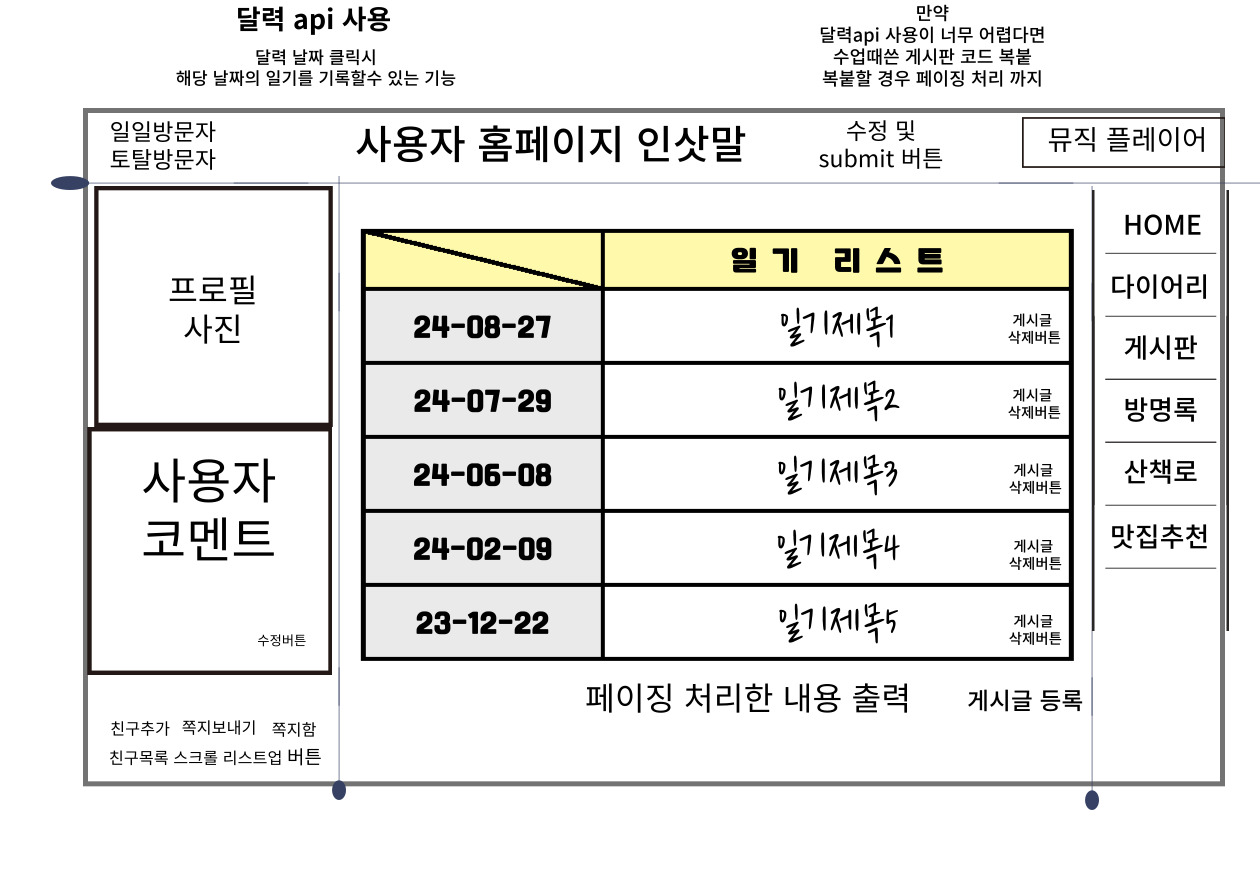 달력 api 사용
달력 날짜 클릭시
해당 날짜의 일기를 기록할수 있는 기능
만약
달력api 사용이 너무 어렵다면
수업때쓴 게시판 코드 복붙
복붙할 경우 페이징 처리 까지
일일방문자
토탈방문자
사용자 홈페이지 인삿말
수정 및
submit 버튼
뮤직 플레이어
프로필
사진
사용자
코멘트
수정버튼
친구추가 쪽지보내기 쪽지함
친구목록 스크롤 리스트업 버튼
일기 리스트
24-08-27 일기제목1 게시글
삭제버튼
24-07-29 일기제목2 게시글
삭제버튼
24-06-08 일기제목3 게시글
삭제버튼
24-02-09 일기제목4 게시글
삭제버튼
23-12-22 일기제목5 게시글
삭제버튼
페이징 처리한 내용 출력 게시글 등록
HOME
다이어리
게시판
방명록
산책로
맛집추천